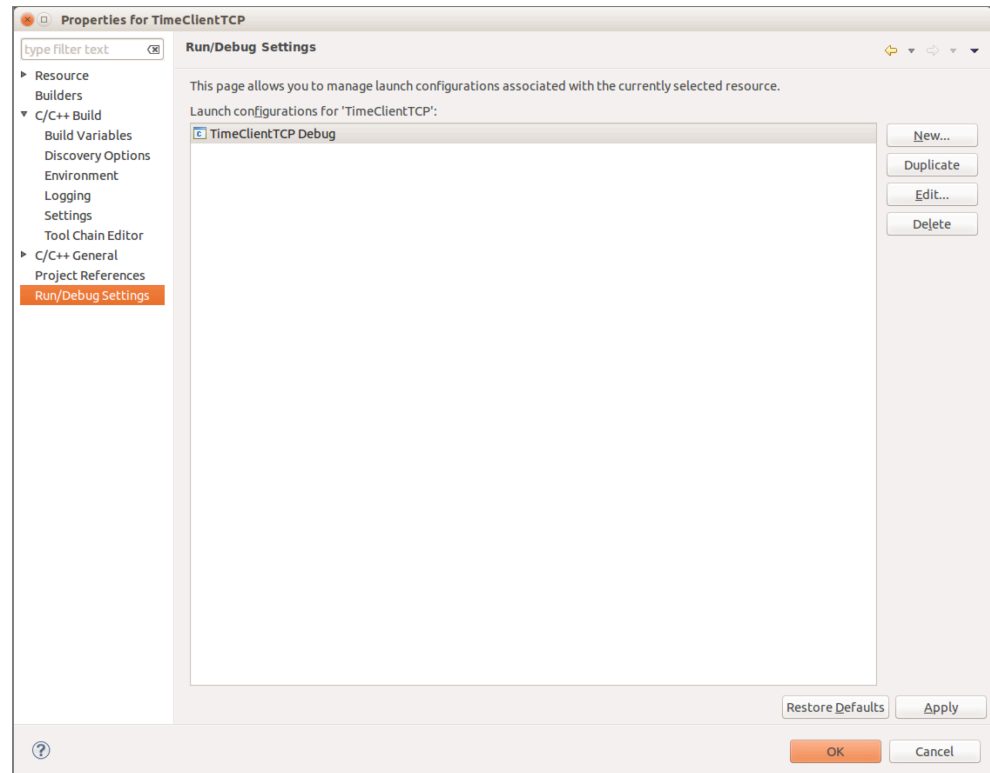 Properties for TimeClientTCP
type filter text
Run/Debug Settings
Resource
Builders
C/C++ Build
Build Variables
Discovery Options
Environment
Logging
Settings
Tool Chain Editor
C/C++ General
Project References
Run/Debug Settings
This page allows you to manage launch configurations associated with the currently selected resource.
Launch configurations for 'TimeClientTCP':
c TimeClientTCP Debug
New...
Duplicate
Edit...
Delete
Restore Defaults
Apply
?
OK
Cancel